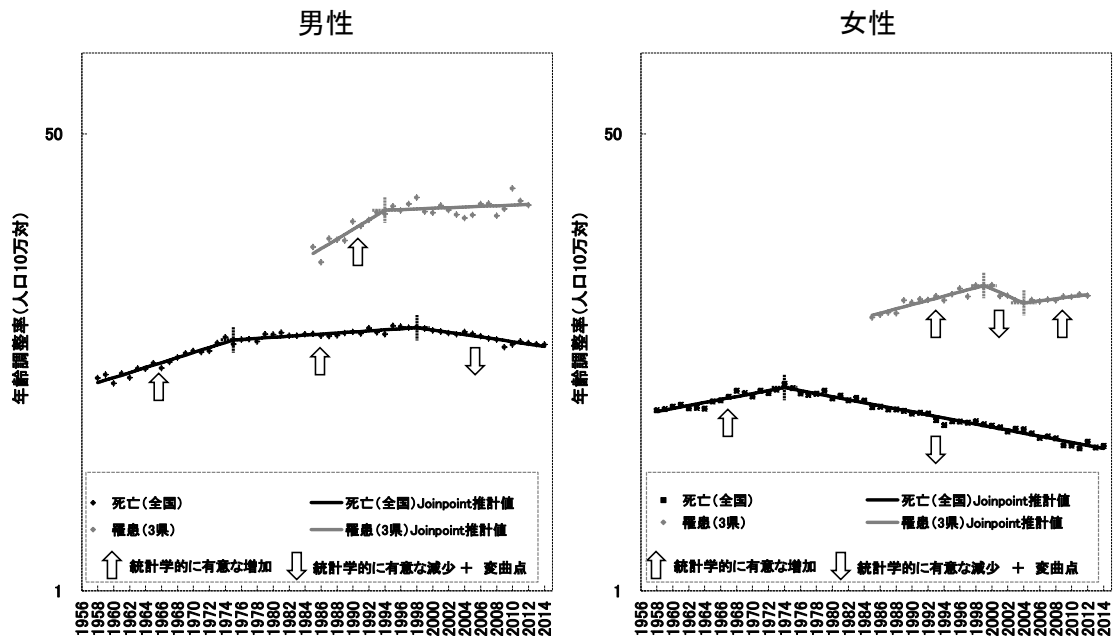 男性
50
1
年齢調整率(人口10万対)
死亡(全国)
死亡(全国)Joinpoint推計値
罹患(3県)
罹患(3県)Joinpoint推計値
統計学的に有意な増加
統計学的に有意な減少 + 変曲点
1956 1958 1960 1962 1964 1966 1968 1970 1972 1974 1976 1978 1980 1982 1984 1986 1988 1990 1992 1994 1996 1998 2000 2002 2004 2006 2008 2010 2012 2014
女性
50
1
年齢調整率(人口10万対)
死亡(全国)
死亡(全国)Joinpoint推計値
罹患(3県)
罹患(3県)Joinpoint推計値
統計学的に有意な増加
統計学的に有意な減少 + 変曲点
1956 1958 1960 1962 1964 1966 1968 1970 1972 1974 1976 1978 1980 1982 1984 1986 1988 1990 1992 1994 1996 1998 2000 2002 2004 2006 2008 2010 2012 2014